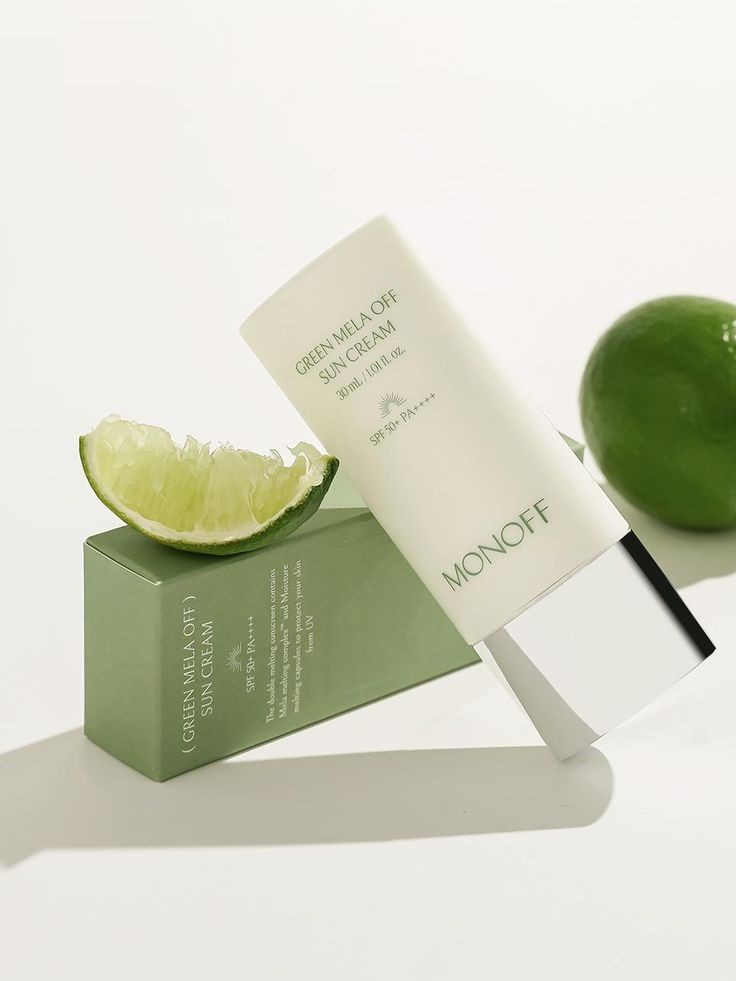 GREEN MELA OFF
SUN CREAM
30 mL / 1.01 fl. oz.
SPF 50+ PA++++
MONOFF
( GREEN MELA OFF )
SUN CREAM
SPF 50+ PA++++
The double melting sunscreen contains
Mela melting complex™ and Moisture
melting capsules to protect your skin
from UV